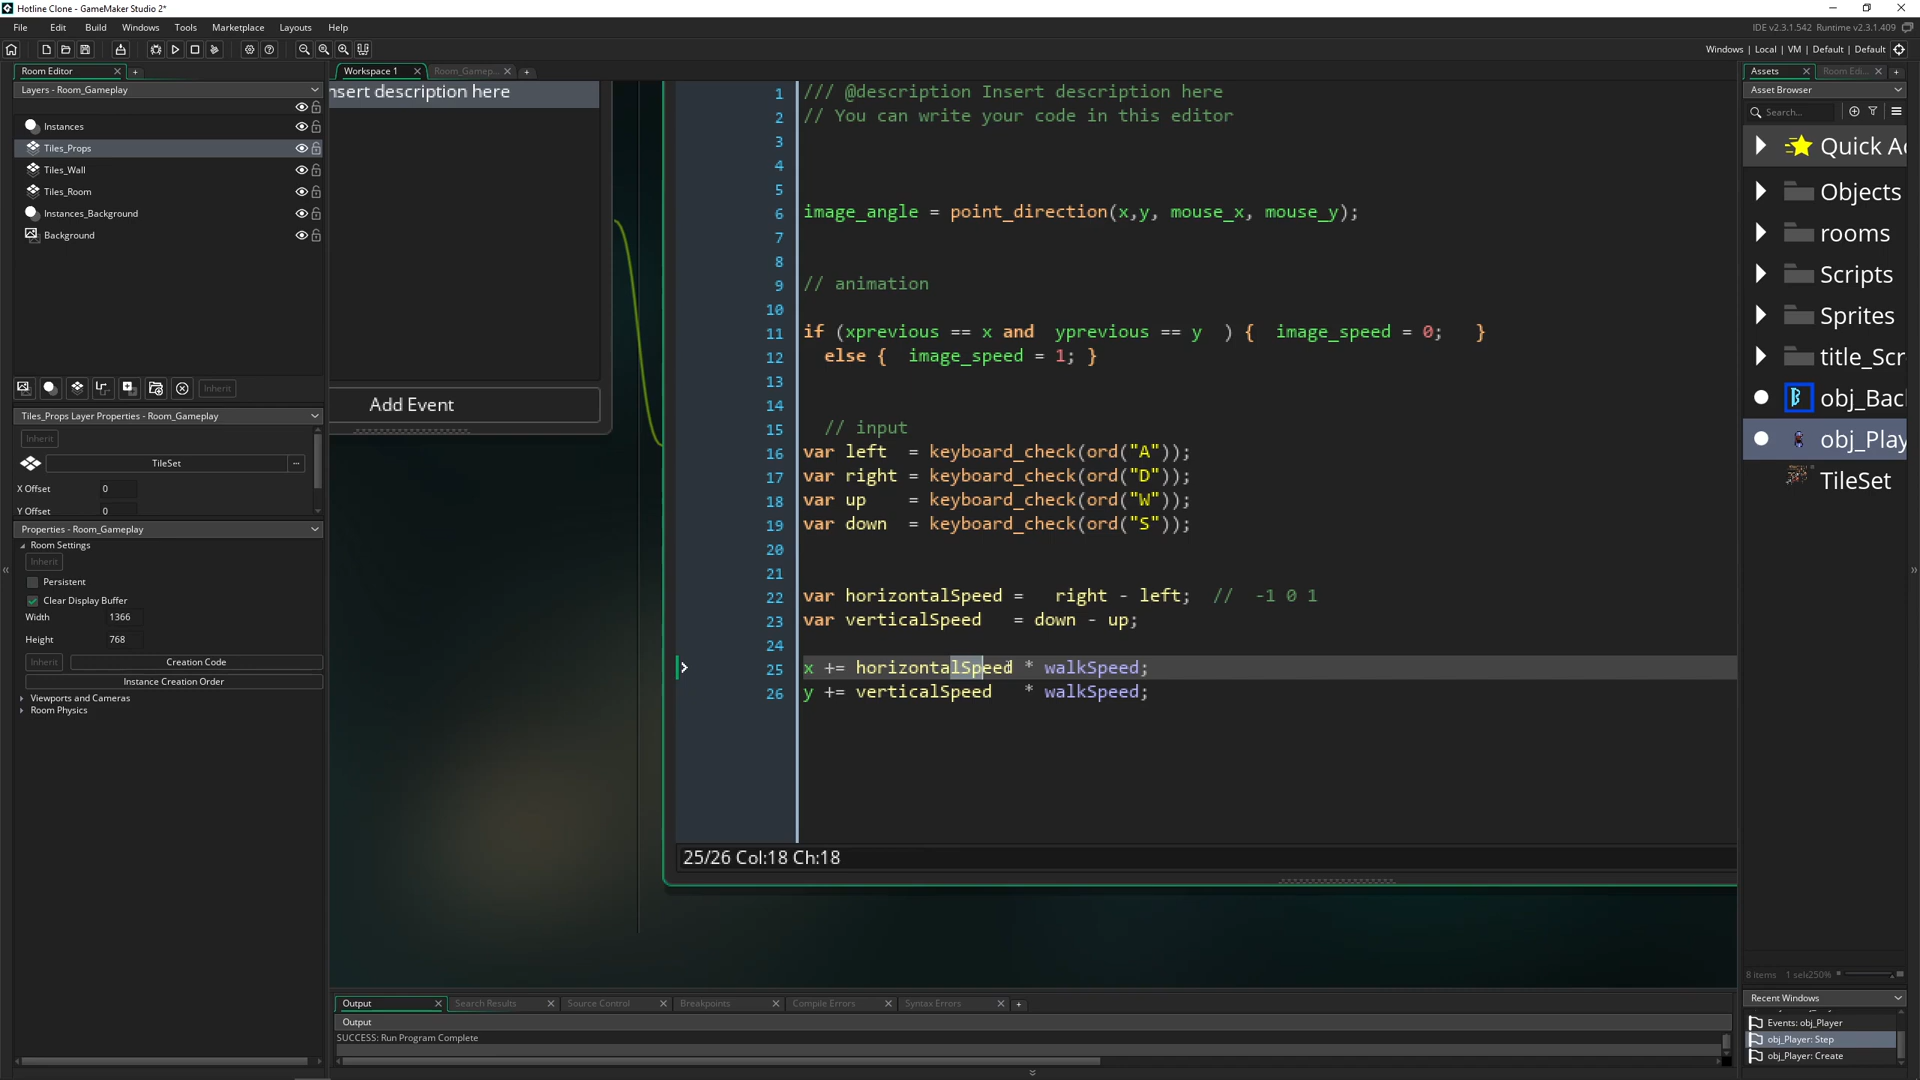 Hotline Clone - GameMaker Studio 2*
File Edit Build Windows Tools Marketplace Layouts Help
IDE v2.3.1.542 Runtime v2.3.1.409
Windows | Local | VM | Default | Default
Room Editor
Layers - Room_Gameplay
Instances
Tiles_Props
Tiles_Wall
Tiles_Room
Instances_Background
Background
Inherit
Tiles_Props Layer Properties - Room_Gameplay
Inherit
TileSet ...
X Offset 0
Y Offset 0
Properties - Room_Gameplay
Room Settings
Inherit
Persistent
Clear Display Buffer
Width 1366
Height 768
Inherit Creation Code
Instance Creation Order
Viewports and Cameras
Room Physics
Workspace 1 Room_Gamep...
nsert description here
Add Event
1 /// @description Insert description here
2 // You can write your code in this editor
3
4
5
6 image_angle = point_direction(x,y, mouse_x, mouse_y);
7
8
9 // animation
10
11 if (xprevious == x and yprevious == y ) { image_speed = 0; }
12 else { image_speed = 1; }
13
14
15 // input
16 var left = keyboard_check(ord("A"));
17 var right = keyboard_check(ord("D"));
18 var up = keyboard_check(ord("W"));
19 var down = keyboard_check(ord("S"));
20
21
22 var horizontalSpeed = right - left; // -1 0 1
23 var verticalSpeed = down - up;
24
25 x += horizontalSpeed * walkSpeed;
26 y += verticalSpeed * walkSpeed;
25/26 Col:18 Ch:18
Output Search Results Source Control Breakpoints Compile Errors Syntax Errors
Output
SUCCESS: Run Program Complete
Assets Room Edi...
Asset Browser
Search...
Quick Ac
Objects
rooms
Scripts
Sprites
title_Scr
obj_Bac
obj_Play
TileSet
8 items 1 sel 250%
Recent Windows
Events: obj_Player
obj_Player: Step
obj_Player: Create